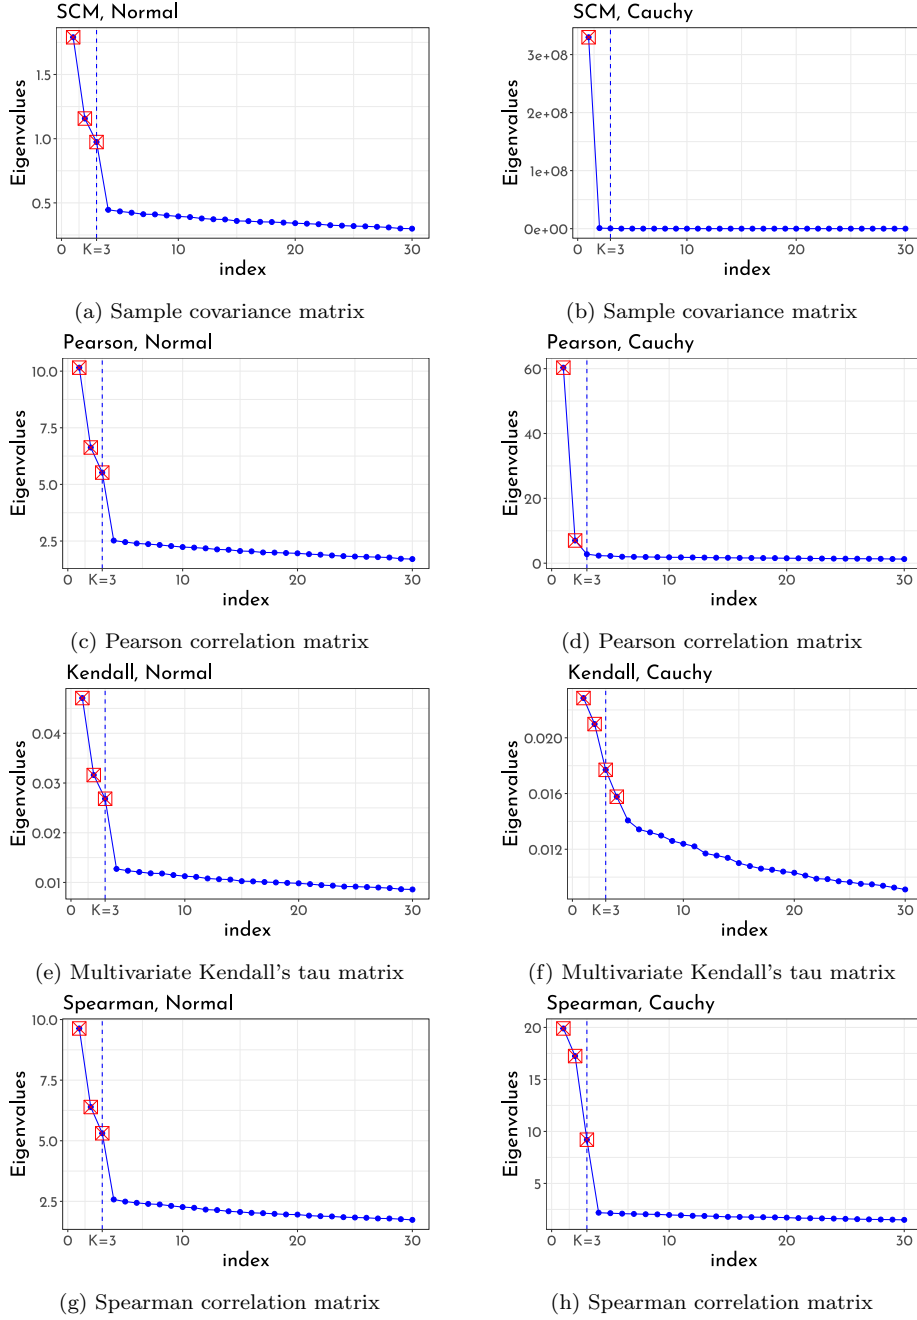 SCM, Normal
Eigenvalues
1.5
1.0
0.5
0
K=3
10
20
30
index
(a) Sample covariance matrix
SCM, Cauchy
Eigenvalues
3e+08
2e+08
1e+08
0e+00
0
K=3
10
20
30
index
(b) Sample covariance matrix
Pearson, Normal
Eigenvalues
10.0
7.5
5.0
2.5
0
K=3
10
20
30
index
(c) Pearson correlation matrix
Pearson, Cauchy
Eigenvalues
60
40
20
0
0
K=3
10
20
30
index
(d) Pearson correlation matrix
Kendall, Normal
Eigenvalues
0.04
0.03
0.02
0.01
0
K=3
10
20
30
index
(e) Multivariate Kendall's tau matrix
Kendall, Cauchy
Eigenvalues
0.020
0.016
0.012
0
K=3
10
20
30
index
(f) Multivariate Kendall's tau matrix
Spearman, Normal
Eigenvalues
10.0
7.5
5.0
2.5
0
K=3
10
20
30
index
(g) Spearman correlation matrix
Spearman, Cauchy
Eigenvalues
20
15
10
5
0
K=3
10
20
30
index
(h) Spearman correlation matrix